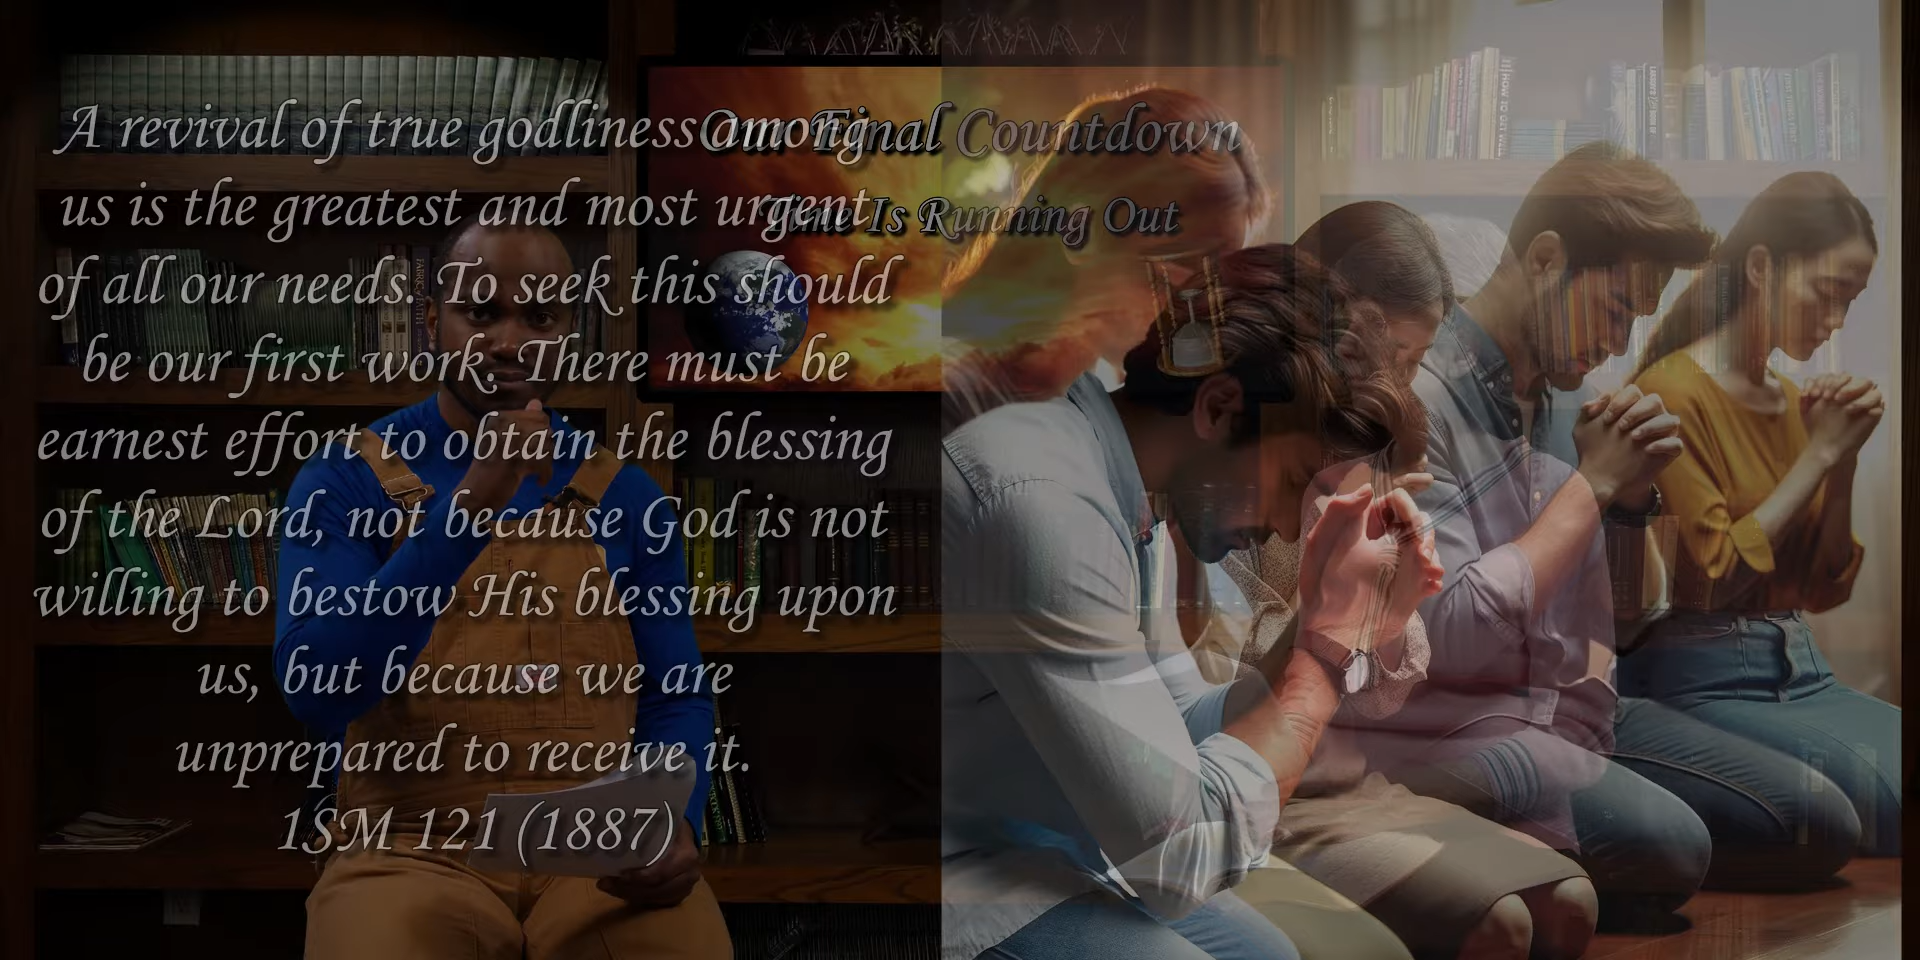 A revival of true godliness among
us is the greatest and most urgent
of all our needs. To seek this should
be our first work. There must be
earnest effort to obtain the blessing
of the Lord, not because God is not
willing to bestow His blessing upon
us, but because we are
unprepared to receive it.
1SM 121 (1887)
Our Final Countdown
Time Is Running Out